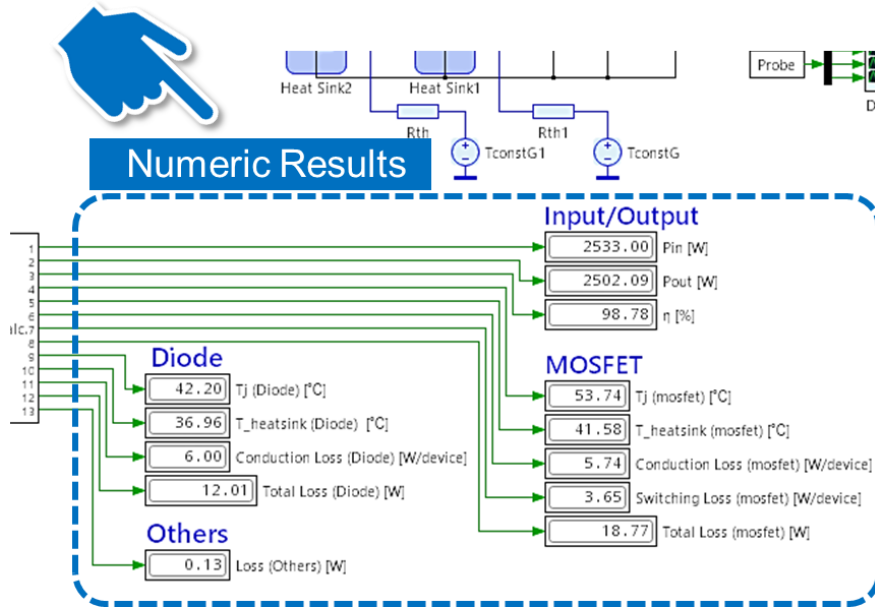 Heat Sink2
Heat Sink1
Probe
D
Rth
Rth1
TconstG1
TconstG
Numeric Results
Input/Output
1
2533.00 Pin [W]
2
2502.09 Pout [W]
3
98.78 η [%]
4
5
6
alc.7
8
9
10
11
12
13
Diode
42.20 Tj (Diode) [°C]
36.96 T_heatsink (Diode) [°C]
6.00 Conduction Loss (Diode) [W/device]
12.01 Total Loss (Diode) [W]
MOSFET
53.74 Tj (mosfet) [°C]
41.58 T_heatsink (mosfet) [°C]
5.74 Conduction Loss (mosfet) [W/device]
3.65 Switching Loss (mosfet) [W/device]
18.77 Total Loss (mosfet) [W]
Others
0.13 Loss (Others) [W]